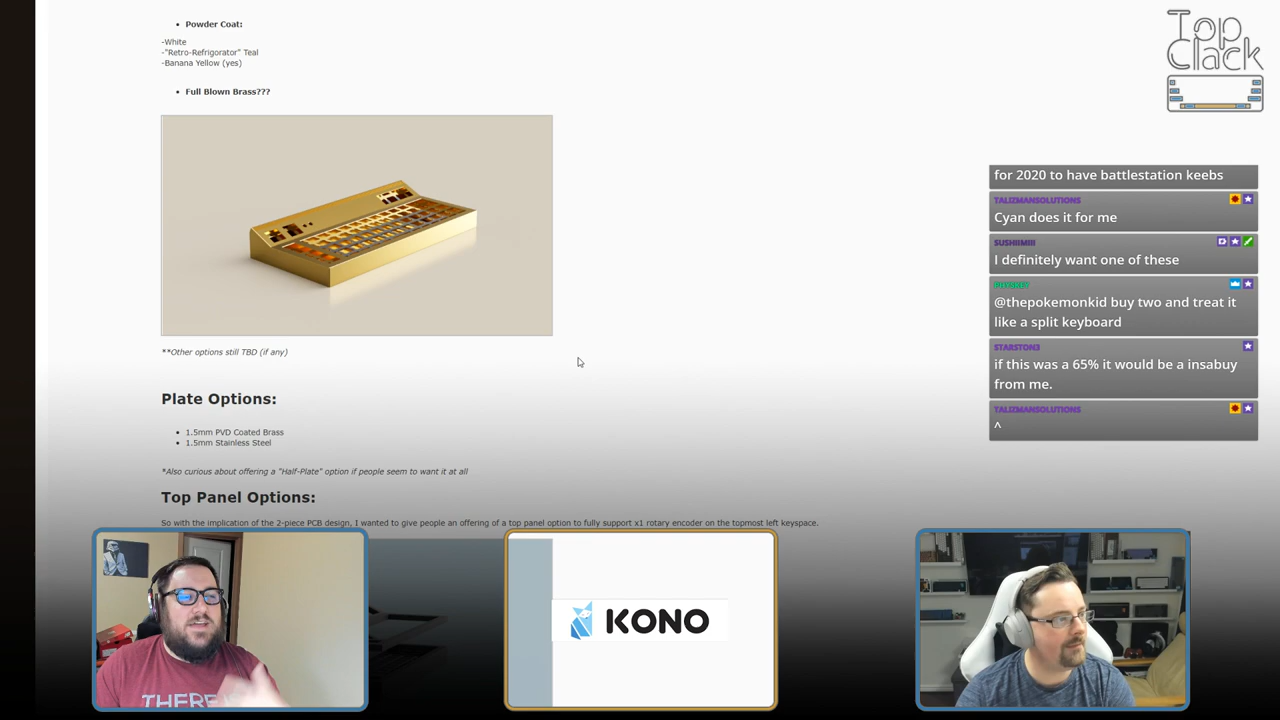 Powder Coat:
-White
-"Retro-Refrigorator" Teal
-Banana Yellow (yes)
Full Blown Brass???
**Other options still TBD (if any)
Plate Options:
1.5mm PVD Coated Brass
1.5mm Stainless Steel
*Also curious about offering a "Half-Plate" option if people seem to want it at all
Top Panel Options:
So with the implication of the 2-piece PCB design, I wanted to give people an offering of a top panel option to fully support x1 rotary encoder on the topmost left keyspace.
Top
Clack
for 2020 to have battlestation keebs
TALIZMANSOLUTIONS
Cyan does it for me
SUSHIIMIII
I definitely want one of these
@thepokemonkid buy two and treat it
like a split keyboard
STARSTON3
if this was a 65% it would be a insabuy
from me.
TALIZMANSOLUTIONS
^
THERE
KONO